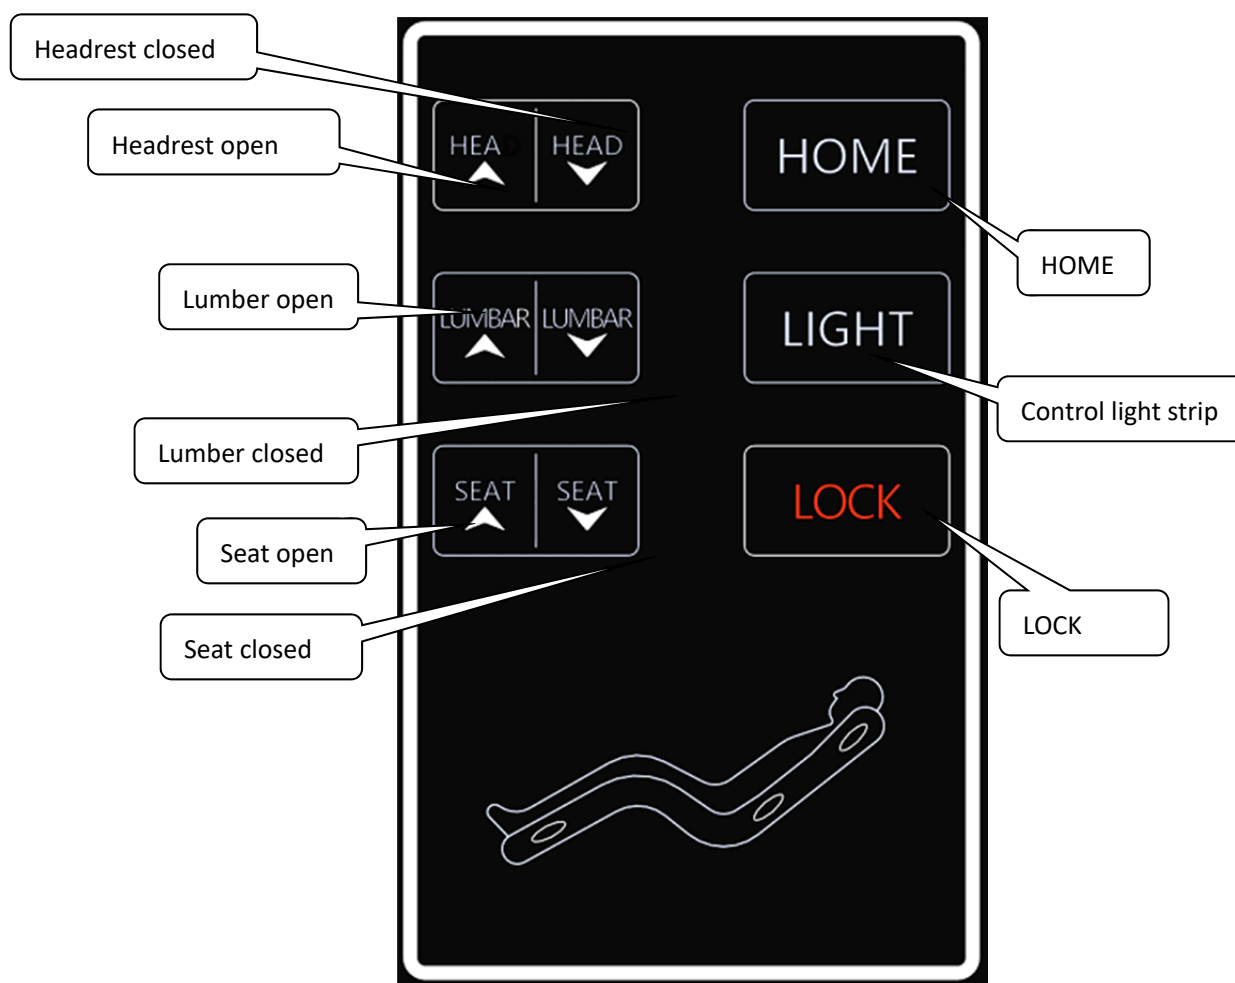 Headrest closed
Headrest open
HEAD HEAD
HOME
HOME
Lumber open
LUMBAR LUMBAR
LIGHT
Control light strip
Lumber closed
SEAT SEAT
LOCK
Seat open
LOCK
Seat closed